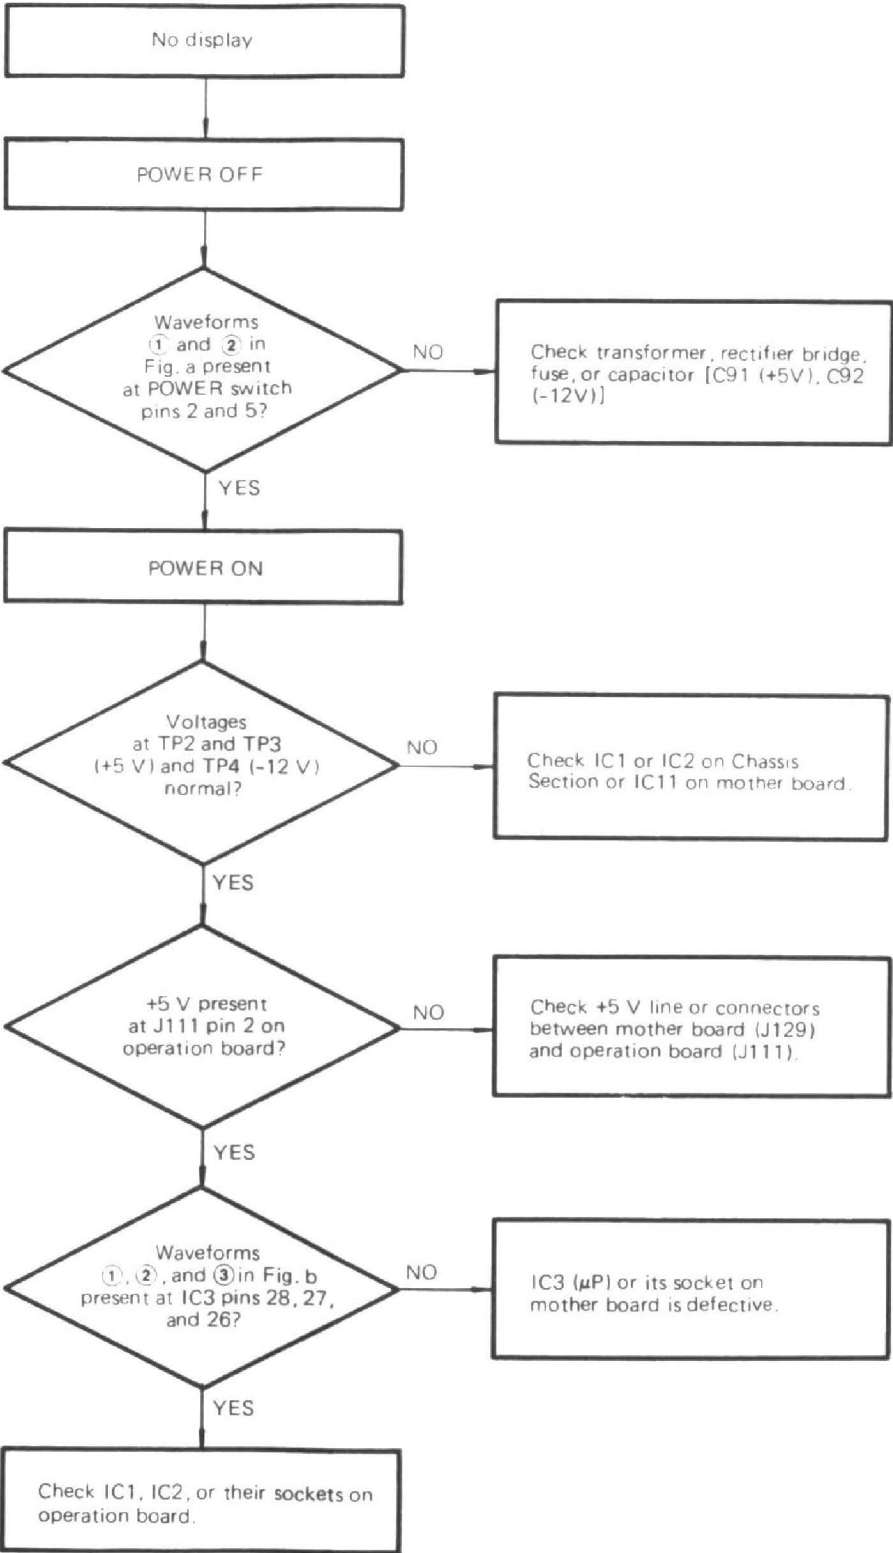 No display
POWER OFF
Waveforms
① and ② in
Fig. a present
at POWER switch
pins 2 and 5?
NO
Check transformer, rectifier bridge,
fuse, or capacitor [C91 (+5V), C92
(-12V)]
YES
POWER ON
Voltages
at TP2 and TP3
(+5 V) and TP4 (-12 V)
normal?
NO
Check IC1 or IC2 on Chassis
Section or IC11 on mother board.
YES
+5 V present
at J111 pin 2 on
operation board?
NO
Check +5 V line or connectors
between mother board (J129)
and operation board (J111).
YES
Waveforms
①, ②, and ③ in Fig. b
present at IC3 pins 28, 27,
and 26?
NO
IC3 (μP) or its socket on
mother board is defective.
YES
Check IC1, IC2, or their sockets on
operation board.